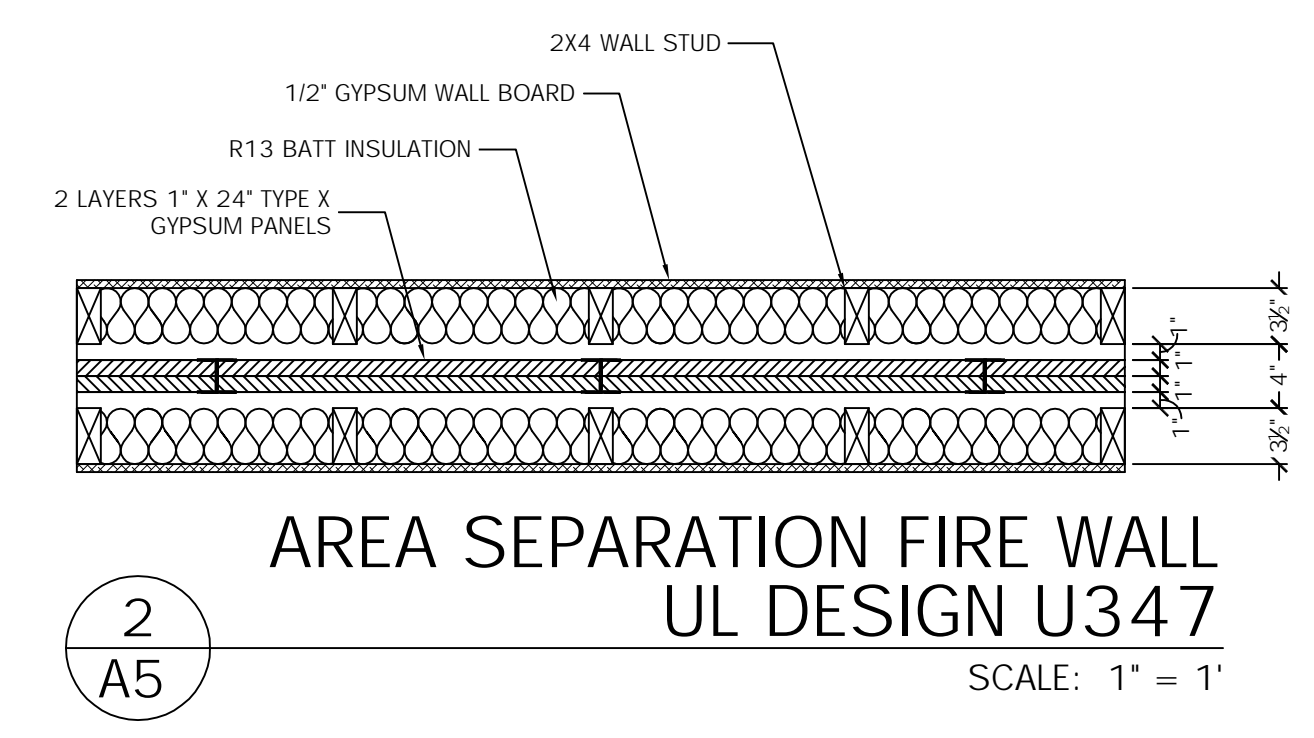 2X4 WALL STUD
1/2" GYPSUM WALL BOARD
R13 BATT INSULATION
2 LAYERS 1" X 24" TYPE X
GYPSUM PANELS
3½"
1"
1"
4"
1"
1"
3½"
AREA SEPARATION FIRE WALL
UL DESIGN U347
2
A5
SCALE: 1" = 1'